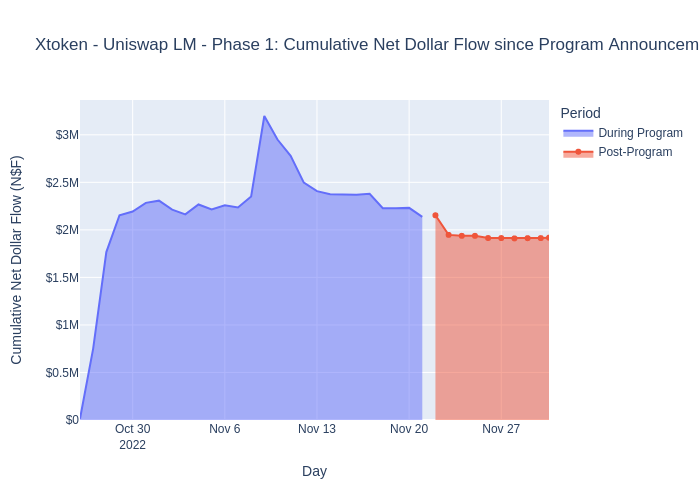 Xtoken - Uniswap LM - Phase 1: Cumulative Net Dollar Flow since Program Announcem
Period
During Program
Post-Program
Cumulative Net Dollar Flow (N$F)
$3M
$2.5M
$2M
$1.5M
$1M
$0.5M
$0
Oct 30
2022
Nov 6
Nov 13
Nov 20
Nov 27
Day